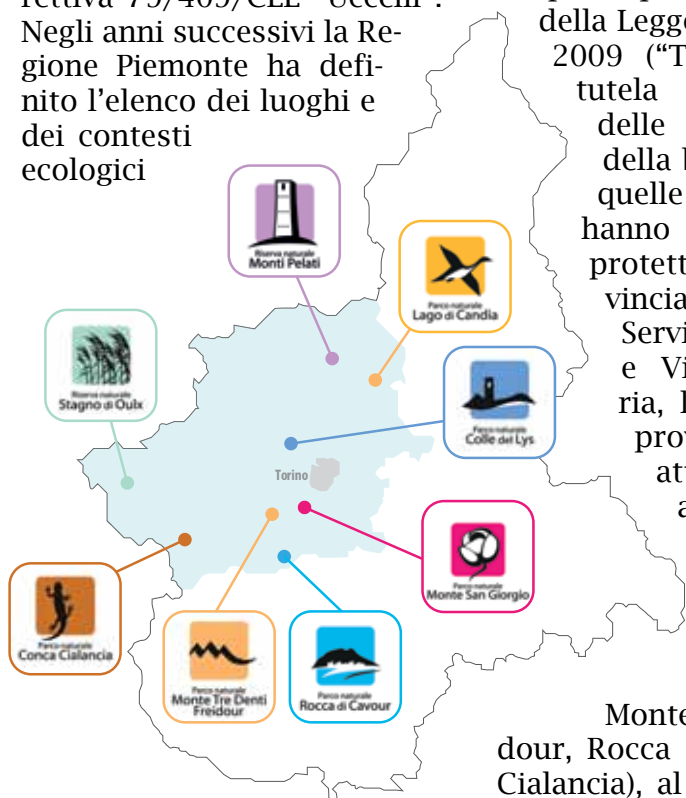 rettiva 79/409/CEE "Uccelli".
Negli anni successivi la Re-
gione Piemonte ha defi-
nito l'elenco dei luoghi e
dei contesti
ecologici
della Legge
2009 ("T
tutela
delle
della b
quelle
hanno
protett
vincia
Servi
e Vi
ria, l
prov
att
a
Monte
dour, Rocca
Cialancia), al
Riserva naturale
Monti Pelati
Parco naturale
Lago di Candia
Riserva naturale
Stagno di Oulx
Parco naturale
Colle del Lys
Torino
Parco naturale
Monte San Giorgio
Parco naturale
Conca Cialancia
Parco naturale
Monte Tre Denti
Freidour
Parco naturale
Rocca di Cavour